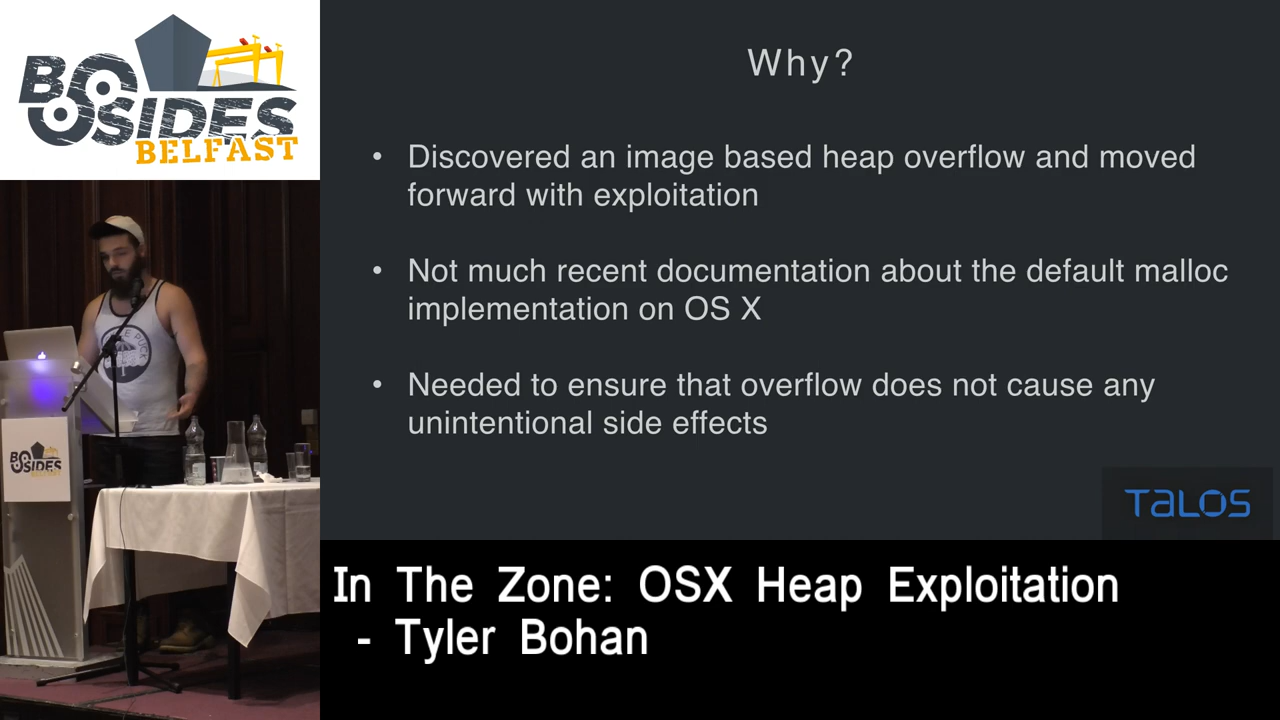 BSIDES
BELFAST
Why?
• Discovered an image based heap overflow and moved
forward with exploitation
• Not much recent documentation about the default malloc
implementation on OS X
• Needed to ensure that overflow does not cause any
unintentional side effects
TALOS
BSIDES
BELFAST
In The Zone: OSX Heap Exploitation
- Tyler Bohan